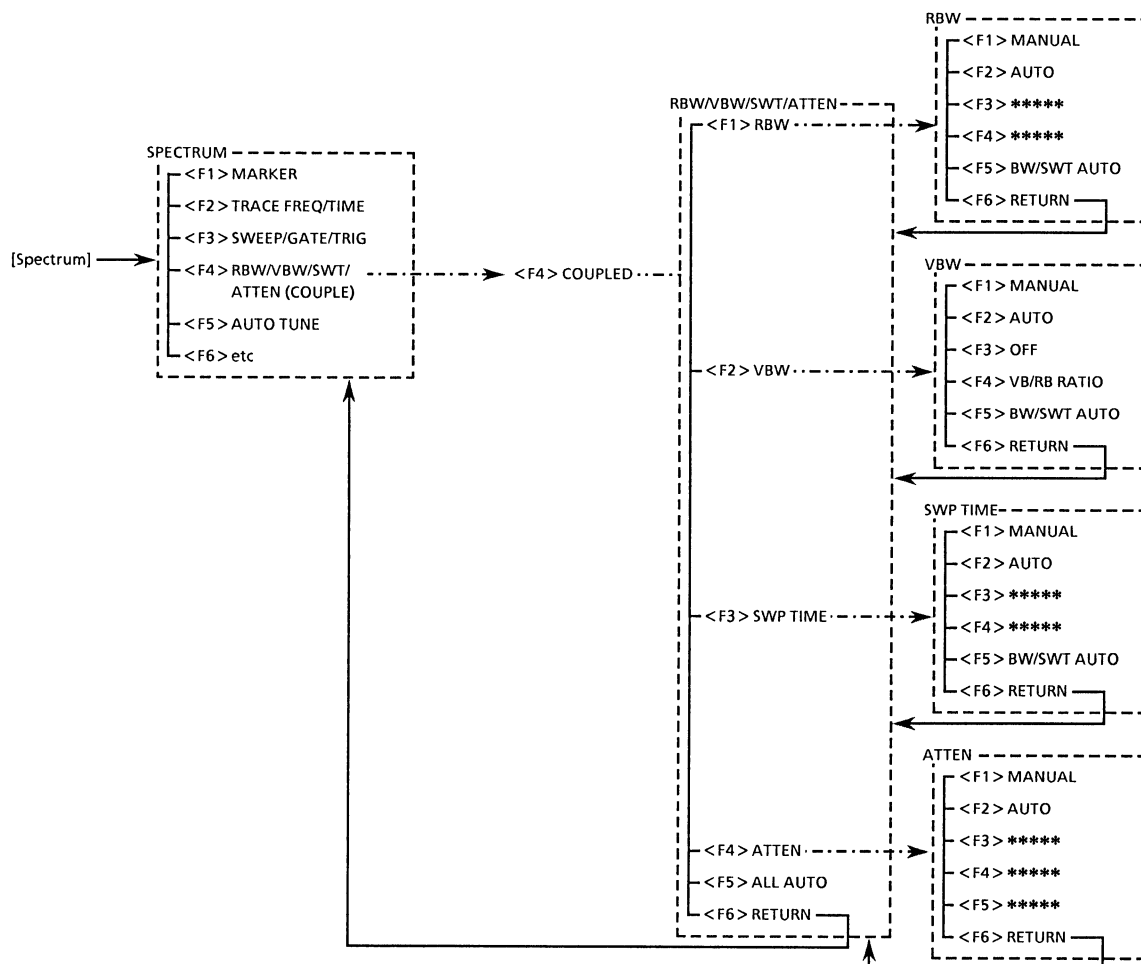 [Spectrum]
SPECTRUM
<F1> MARKER
<F2> TRACE FREQ/TIME
<F3> SWEEP/GATE/TRIG
<F4> RBW/VBW/SWT/
ATTEN (COUPLE)
<F5> AUTO TUNE
<F6> etc
<F4> COUPLED
RBW/VBW/SWT/ATTEN
<F1> RBW
<F2> VBW
<F3> SWP TIME
<F4> ATTEN
<F5> ALL AUTO
<F6> RETURN
RBW
<F1> MANUAL
<F2> AUTO
<F3> *****
<F4> *****
<F5> BW/SWT AUTO
<F6> RETURN
VBW
<F1> MANUAL
<F2> AUTO
<F3> OFF
<F4> VB/RB RATIO
<F5> BW/SWT AUTO
<F6> RETURN
SWP TIME
<F1> MANUAL
<F2> AUTO
<F3> *****
<F4> *****
<F5> BW/SWT AUTO
<F6> RETURN
ATTEN
<F1> MANUAL
<F2> AUTO
<F3> *****
<F4> *****
<F5> *****
<F6> RETURN